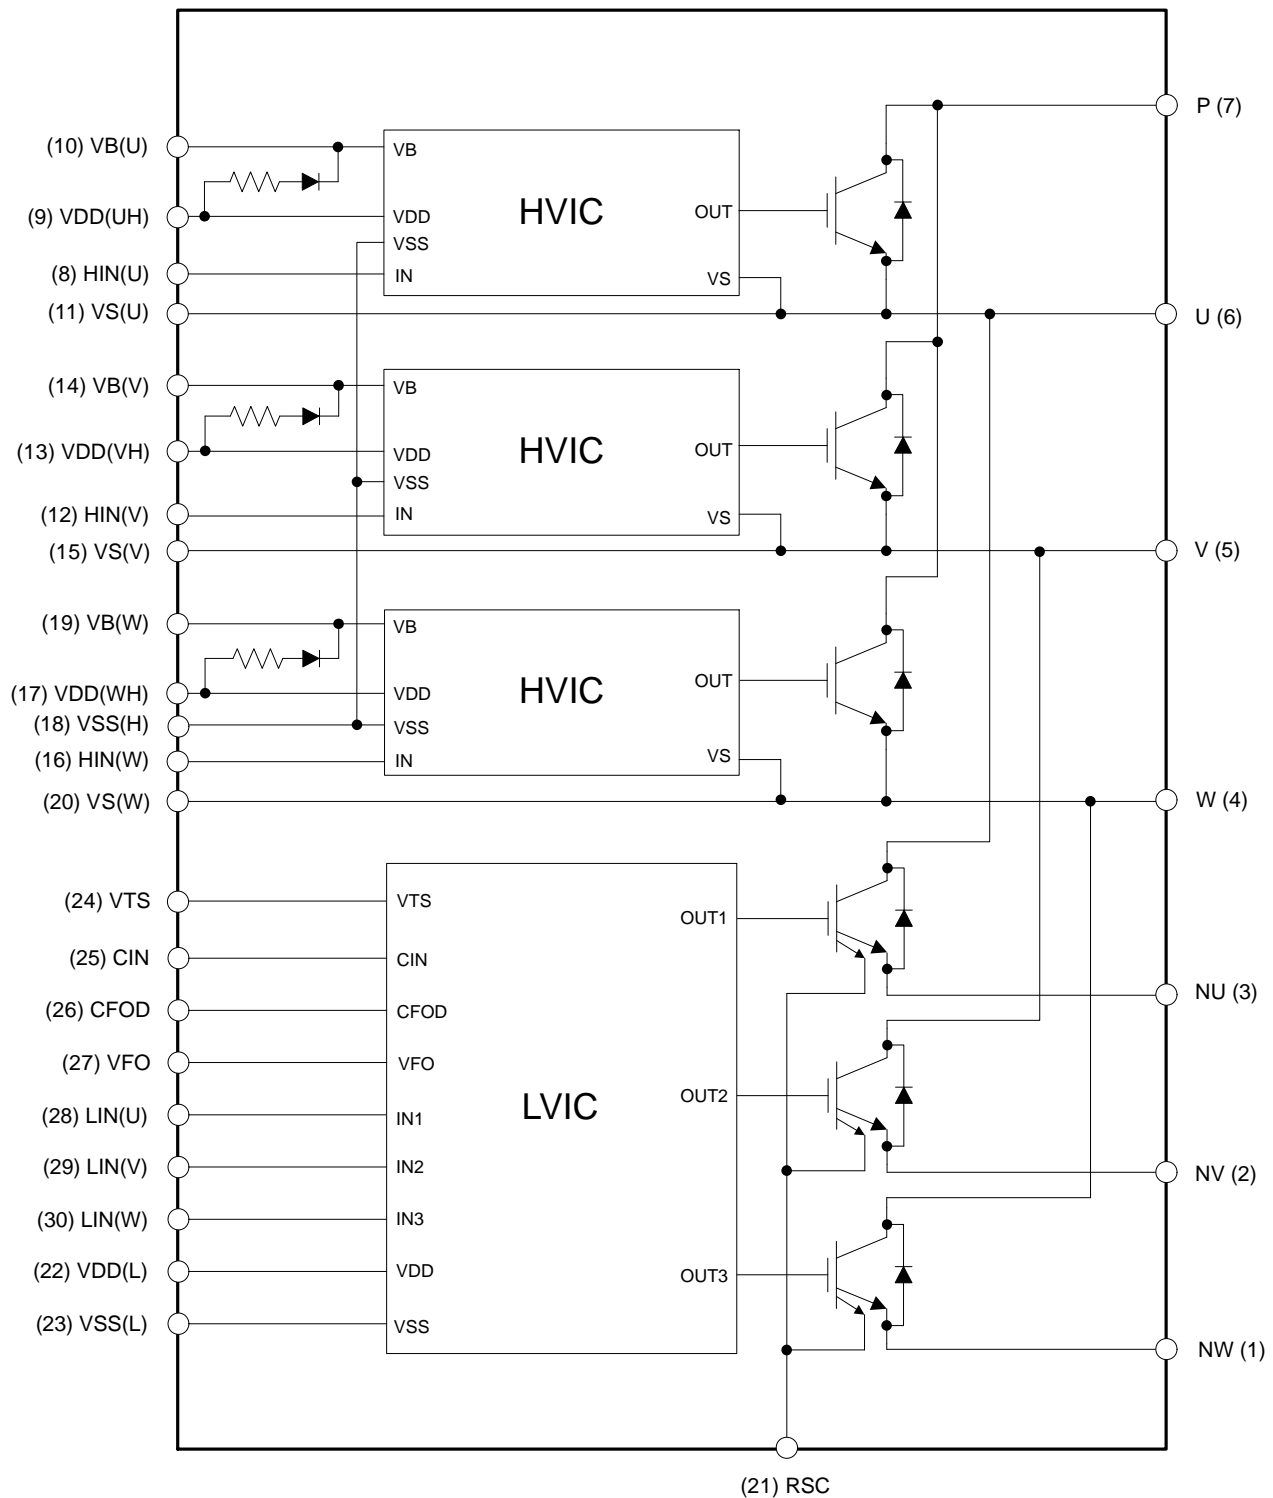 P (7)
(10) VB(U)
VB
(9) VDD(UH)
VDD
VSS
HVIC
OUT
(8) HIN(U)
IN
VS
(11) VS(U)
U (6)
(14) VB(V)
VB
(13) VDD(VH)
VDD
VSS
HVIC
OUT
(12) HIN(V)
IN
VS
(15) VS(V)
V (5)
(19) VB(W)
VB
(17) VDD(WH)
VDD
HVIC
OUT
(18) VSS(H)
VSS
(16) HIN(W)
IN
VS
(20) VS(W)
W (4)
(24) VTS
VTS
OUT1
(25) CIN
CIN
NU (3)
(26) CFOD
CFOD
(27) VFO
VFO
LVIC
OUT2
(28) LIN(U)
IN1
(29) LIN(V)
IN2
NV (2)
(30) LIN(W)
IN3
(22) VDD(L)
VDD
OUT3
(23) VSS(L)
VSS
NW (1)
(21) RSC